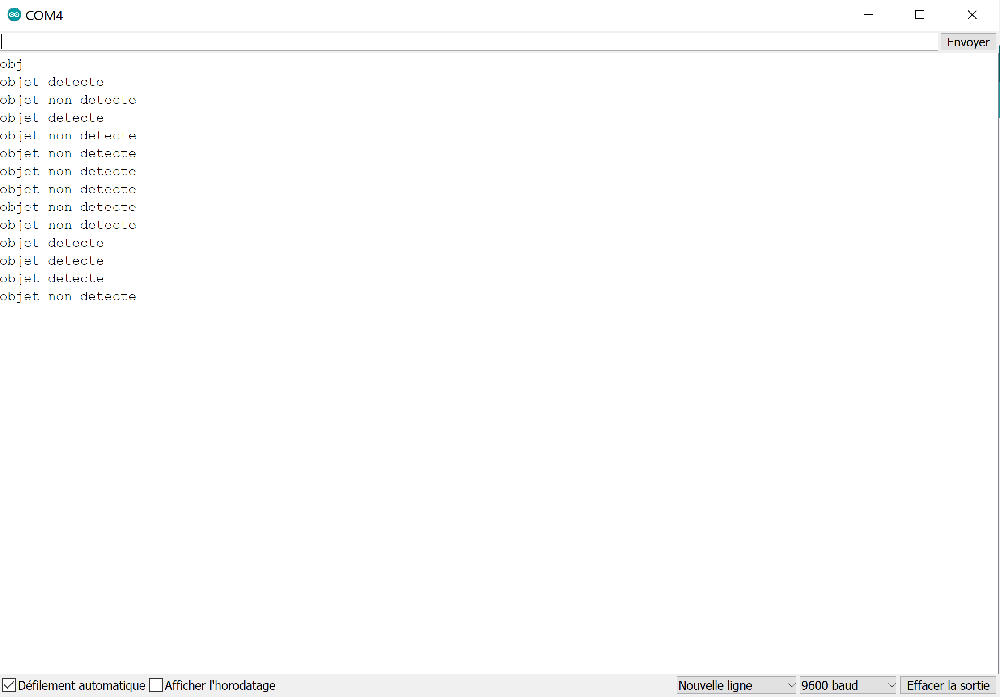 COM4
Envoyer
obj
objet detecte
objet non detecte
objet detecte
objet non detecte
objet non detecte
objet non detecte
objet non detecte
objet non detecte
objet non detecte
objet detecte
objet detecte
objet detecte
objet non detecte
Défilement automatique Afficher l'horodatage Nouvelle ligne 9600 baud Effacer la sortie